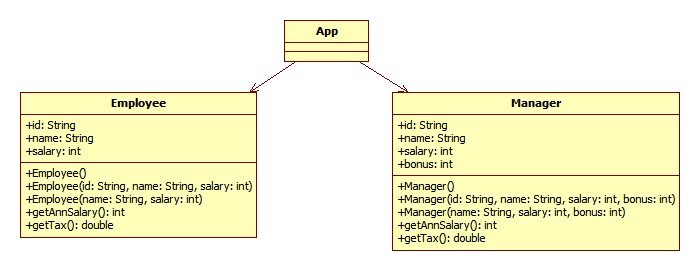 App
Employee
+id: String
+name: String
+salary: int
+Employee()
+Employee(id: String, name: String, salary: int)
+Employee(name: String, salary: int)
+getAnnSalary(): int
+getTax(): double
Manager
+id: String
+name: String
+salary: int
+bonus: int
+Manager()
+Manager(id: String, name: String, salary: int, bonus: int)
+Manager(name: String, salary: int, bonus: int)
+getAnnSalary(): int
+getTax(): double